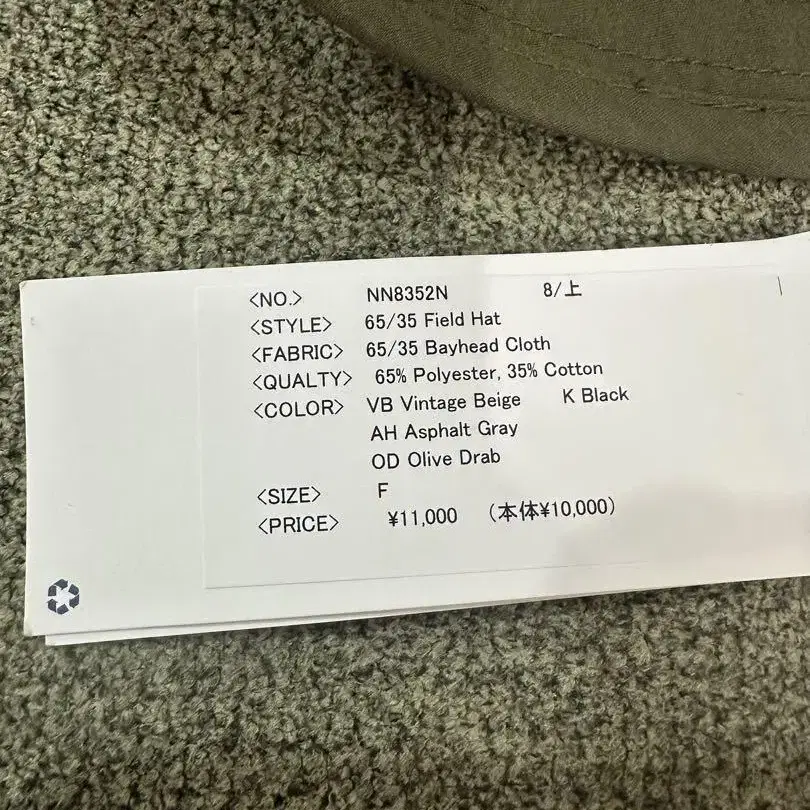 <NO.> NN8352N 8/上
<STYLE> 65/35 Field Hat
<FABRIC> 65/35 Bayhead Cloth
<QUALTY> 65% Polyester, 35% Cotton
<COLOR> VB Vintage Beige K Black
AH Asphalt Gray
OD Olive Drab
<SIZE> F
<PRICE> ¥11,000 (本体¥10,000)